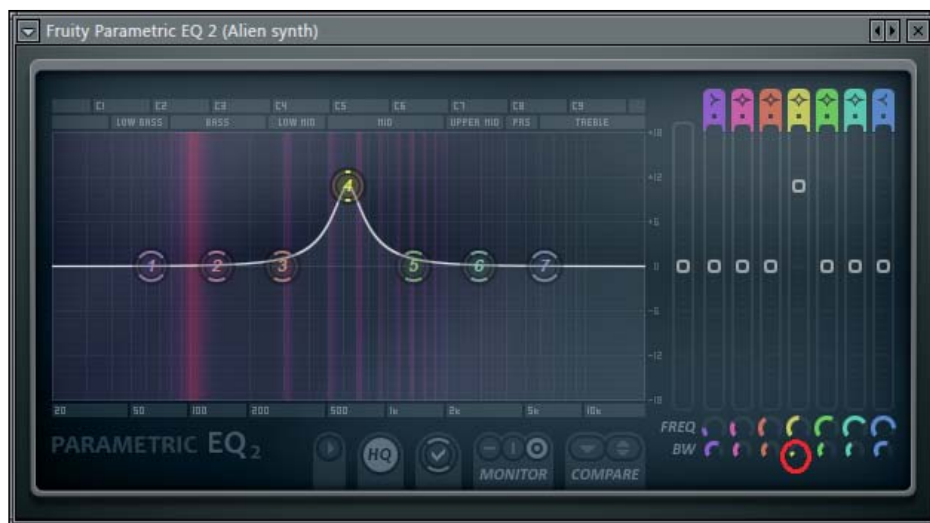 Fruity Parametric EQ 2 (Alien synth)
C1 C2 C3 C4 C5 C6 C7 C8 C9
LOW BASS BASS LOW MID MID UPPER MID PRS TREBLE
+18
+12
+6
0
-6
-12
-18
1 2 3 4 5 6 7
20 50 100 200 500 1k 2k 5k 10k
FREQ
BW
PARAMETRIC EQ2
HQ
MONITOR
COMPARE